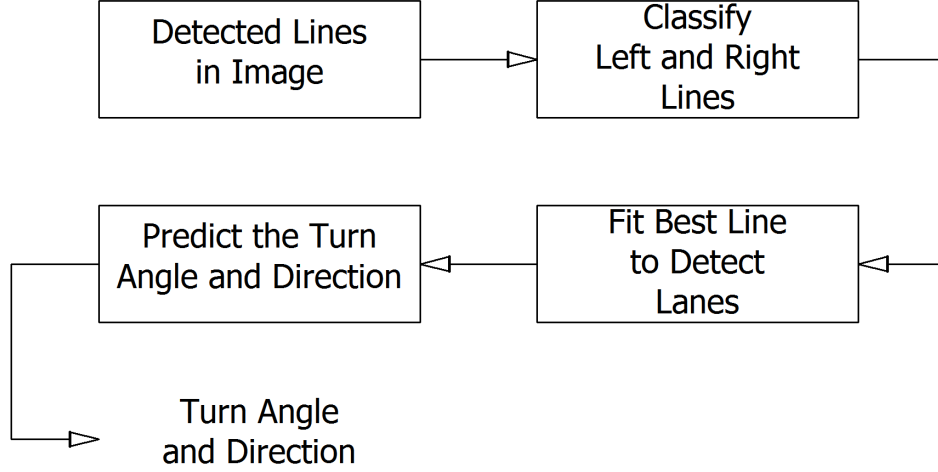 Detected Lines
in Image
Classify
Left and Right
Lines
Fit Best Line
to Detect
Lanes
Predict the Turn
Angle and Direction
Turn Angle
and Direction